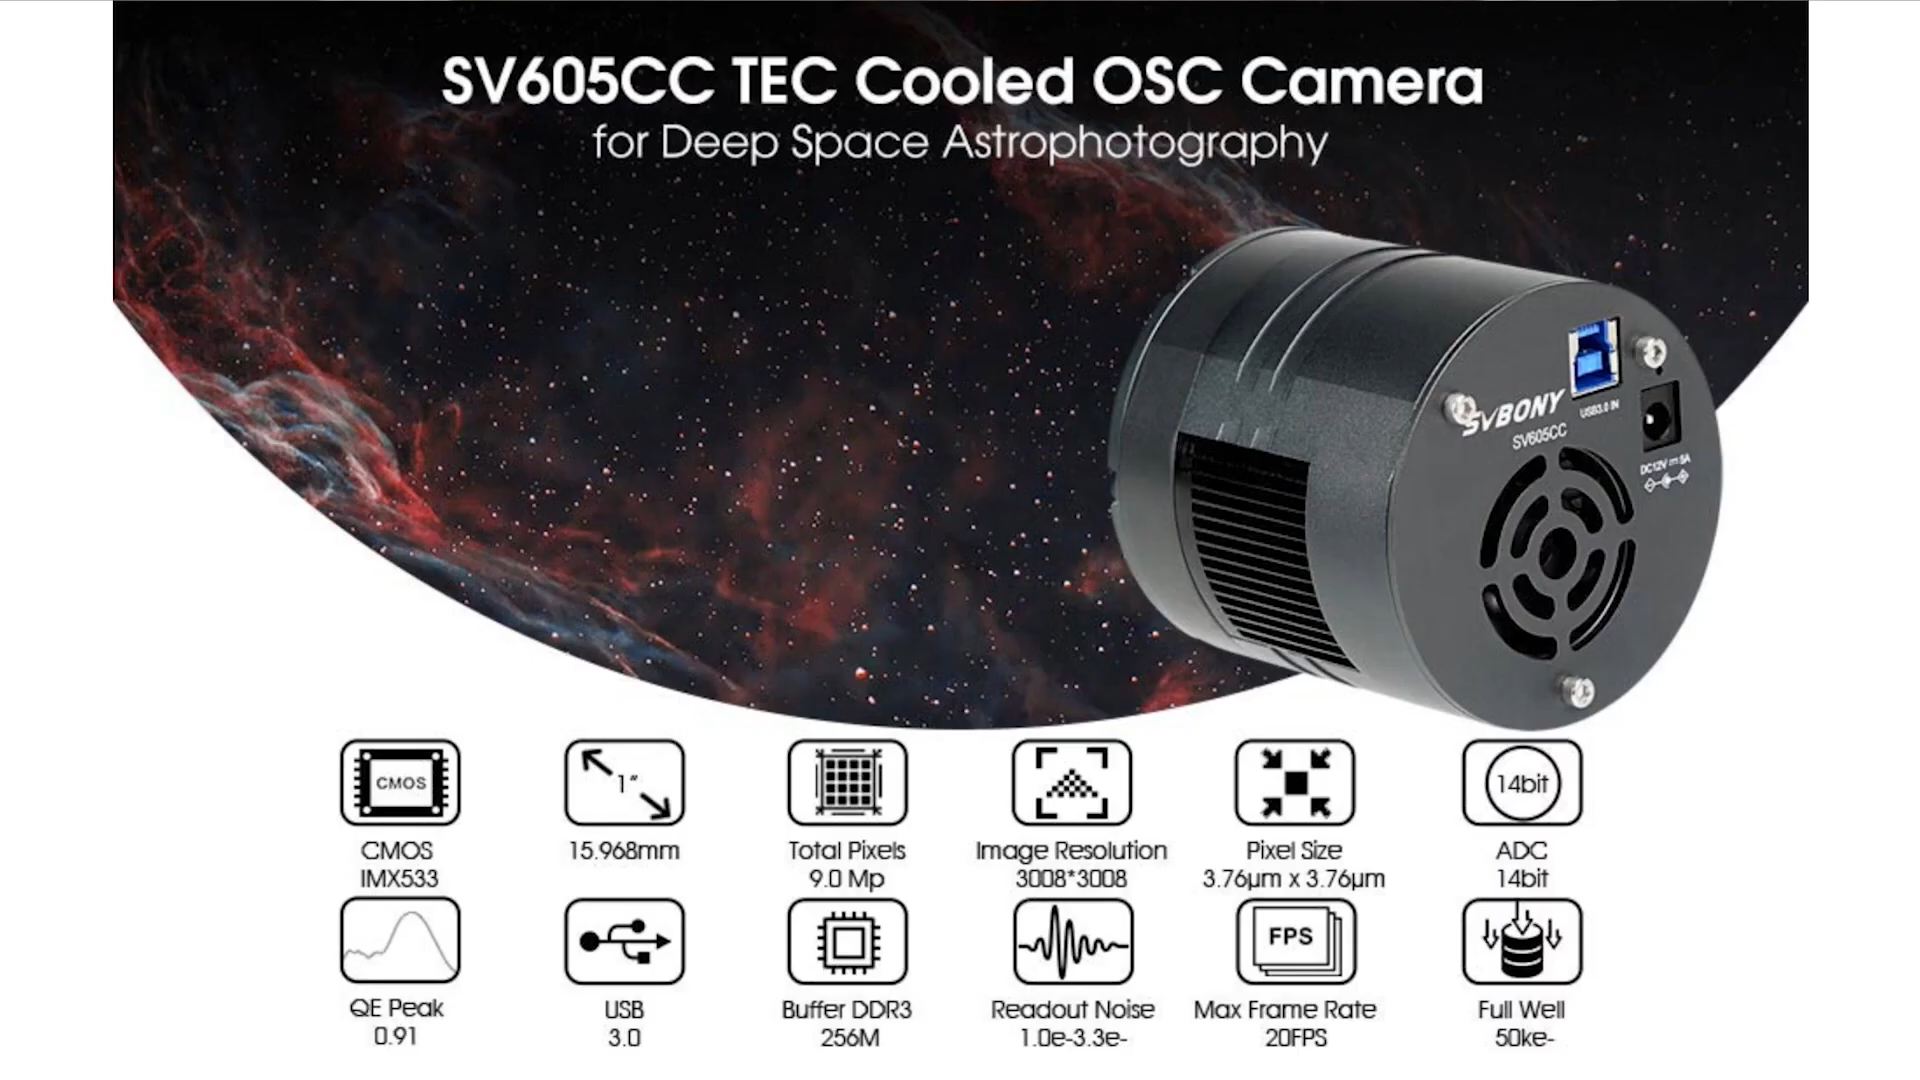 SV605CC TEC Cooled OSC Camera
for Deep Space Astrophotography
USB3.0 IN
SVBONY
SV605CC
DC12V⎓5A
CMOS
1"
14bit
CMOS
IMX533
15.968mm
Total Pixels
9.0 Mp
Image Resolution
3008*3008
Pixel Size
3.76μm x 3.76μm
ADC
14bit
FPS
QE Peak
0.91
USB
3.0
Buffer DDR3
256M
Readout Noise
1.0e-3.3e-
Max Frame Rate
20FPS
Full Well
50ke-